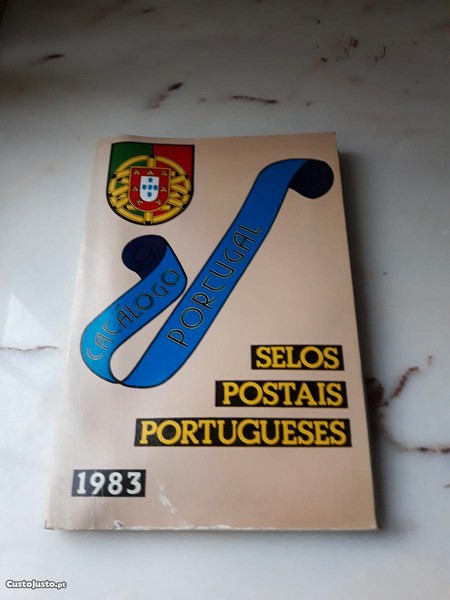 CATÁLOGO
PORTUGAL
SELOS
POSTAIS
PORTUGUESES
1983
CustoJusto.pt